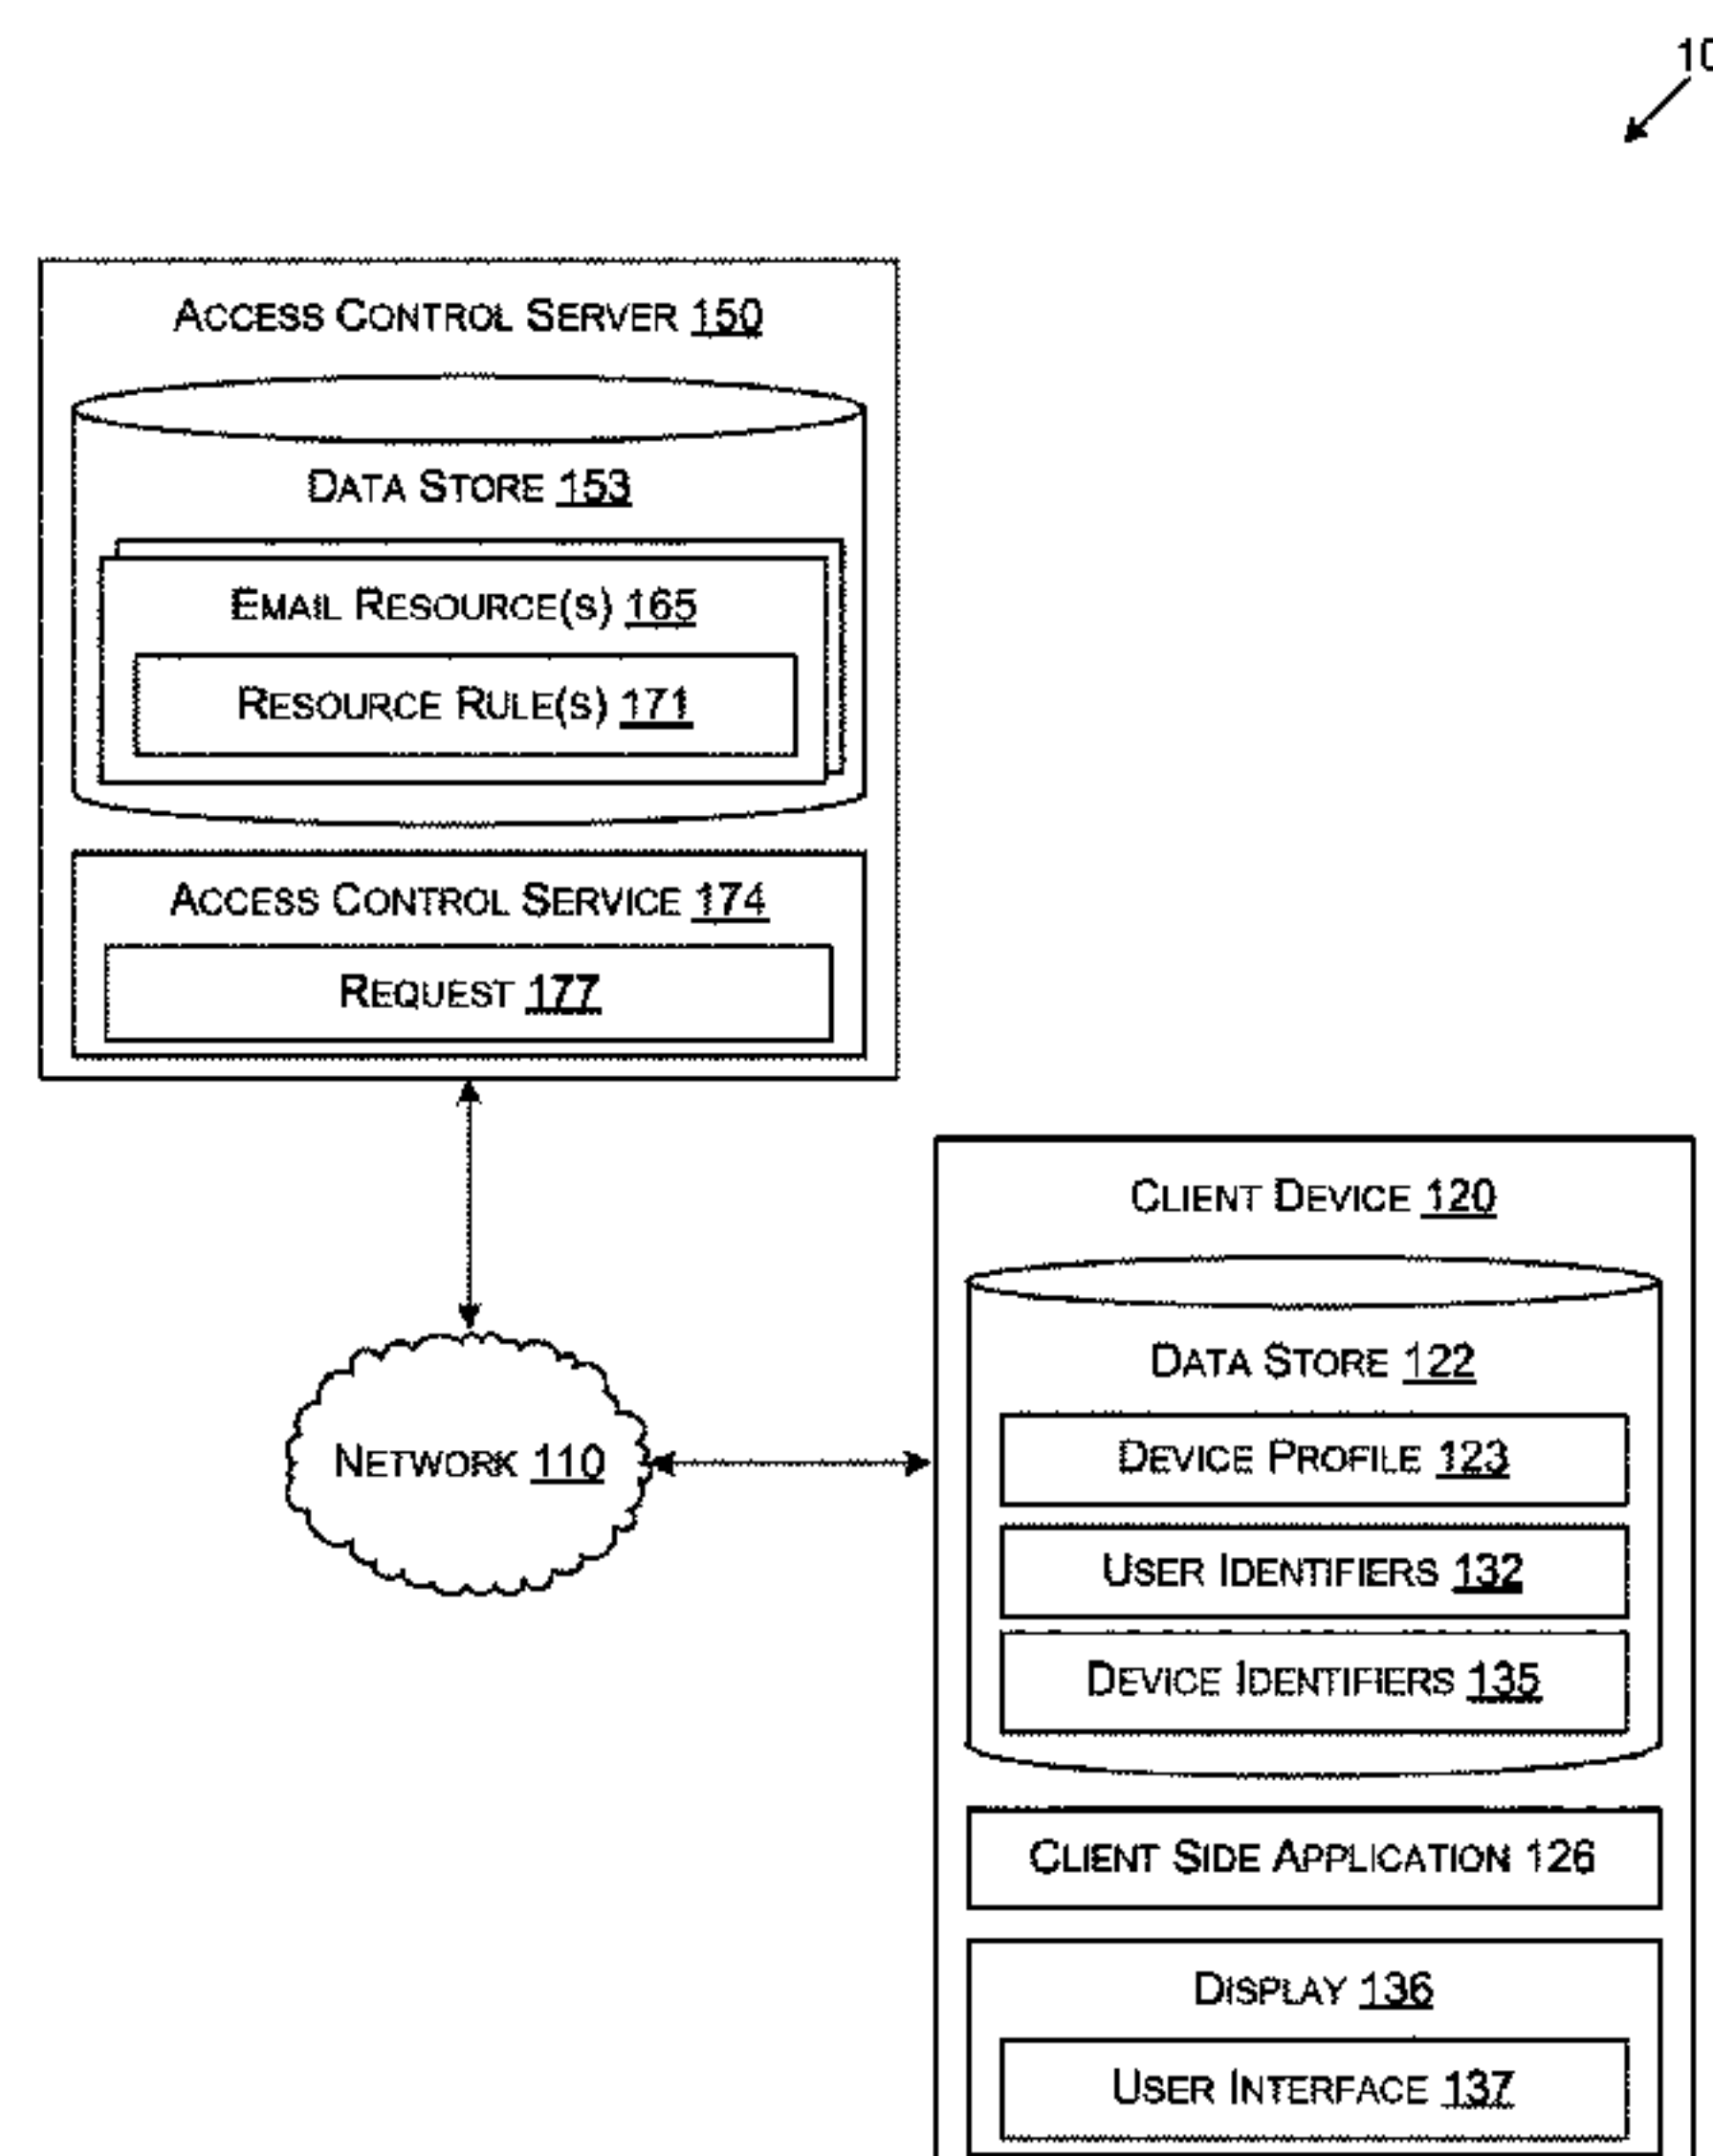 10
ACCESS CONTROL SERVER 150
DATA STORE 153
EMAIL RESOURCE(S) 165
RESOURCE RULE(S) 171
ACCESS CONTROL SERVICE 174
REQUEST 177
NETWORK 110
CLIENT DEVICE 120
DATA STORE 122
DEVICE PROFILE 123
USER IDENTIFIERS 132
DEVICE IDENTIFIERS 135
CLIENT SIDE APPLICATION 126
DISPLAY 136
USER INTERFACE 137